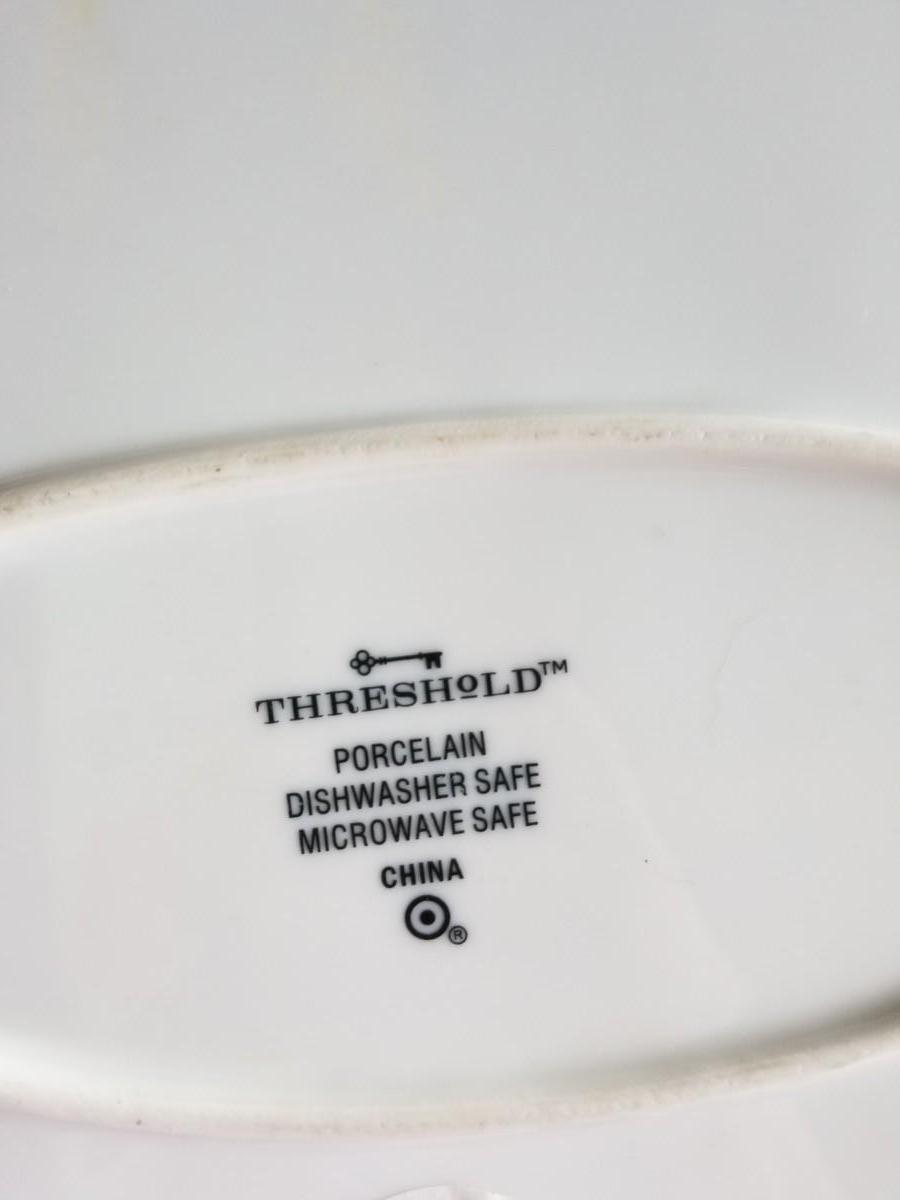 THRESHOLD™
PORCELAIN
DISHWASHER SAFE
MICROWAVE SAFE
CHINA
®